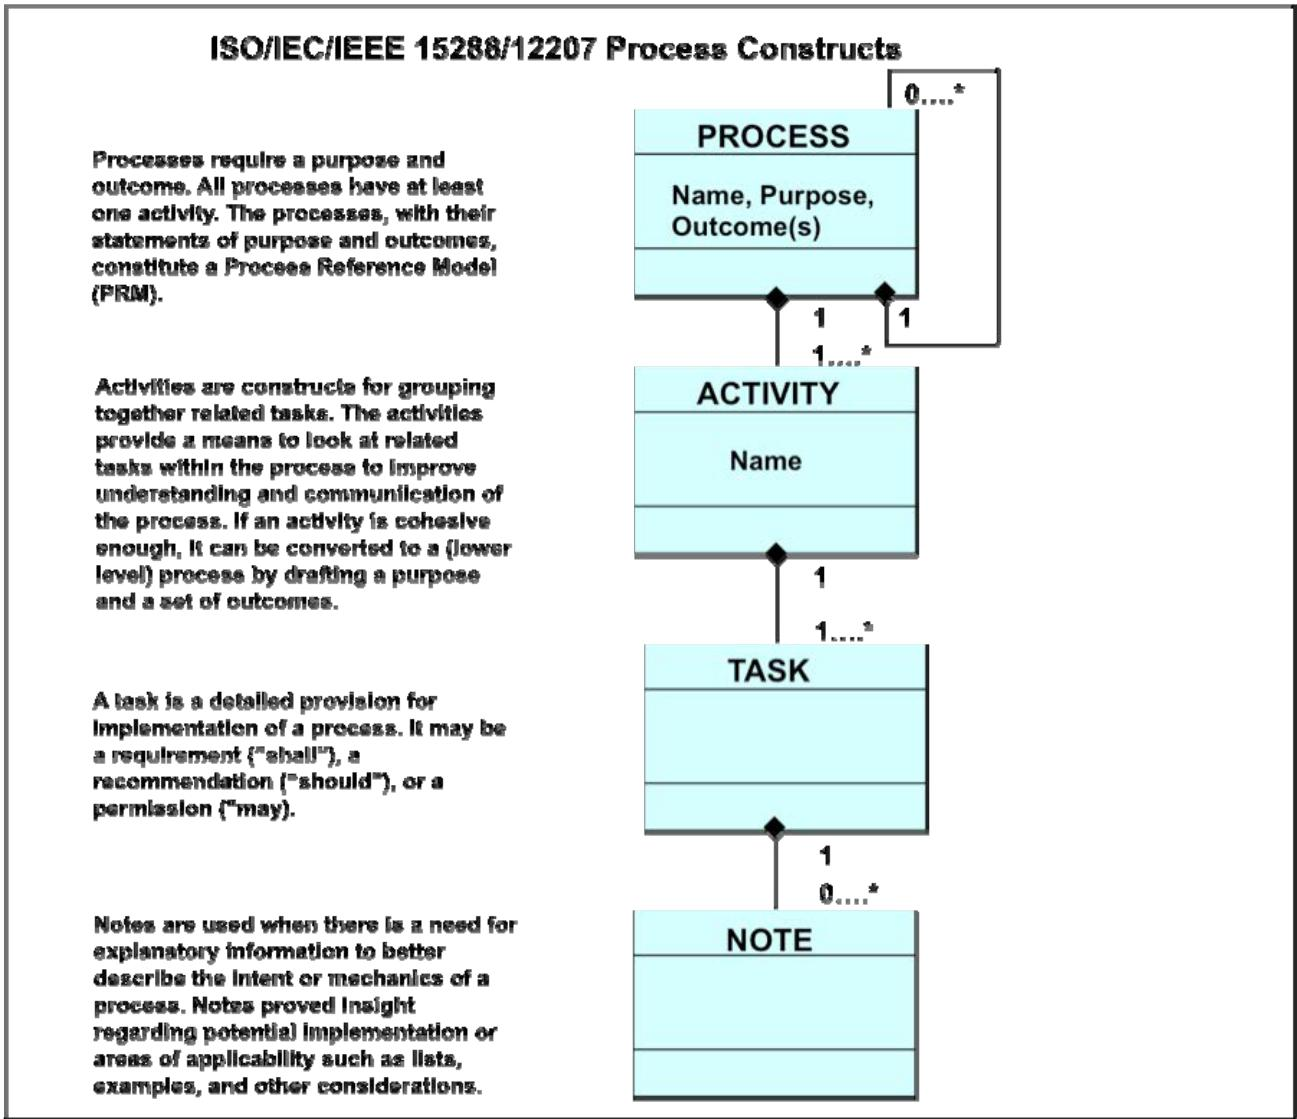 ISO/IEC/IEEE 15288/12207 Process Constructs
0....*
PROCESS
Name, Purpose,
Outcome(s)
Processes require a purpose and
outcome. All processes have at least
one activity. The processes, with their
statements of purpose and outcomes,
constitute a Process Reference Model
(PRM).
1
1
1....*
ACTIVITY
Name
Activities are constructs for grouping
together related tasks. The activities
provide a means to look at related
tasks within the process to improve
understanding and communication of
the process. If an activity is cohesive
enough, it can be converted to a (lower
level) process by drafting a purpose
and a set of outcomes.
1
1....*
TASK
A task is a detailed provision for
implementation of a process. It may be
a requirement ("shall"), a
recommendation ("should"), or a
permission ("may).
1
0....*
NOTE
Notes are used when there is a need for
explanatory information to better
describe the intent or mechanics of a
process. Notes proved insight
regarding potential implementation or
areas of applicability such as lists,
examples, and other considerations.